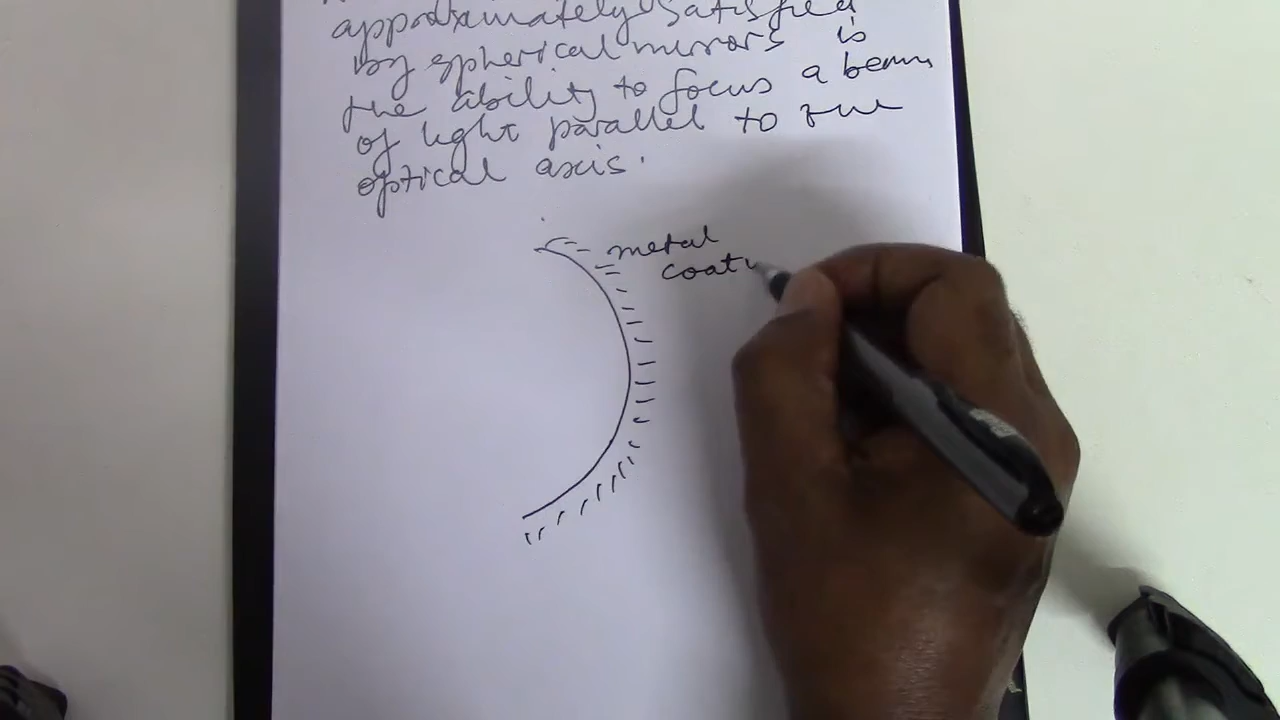 approximately satisfied
by spherical mirrors is
the ability to focus a beam
of light parallel to the
optical axis.
metal
coati